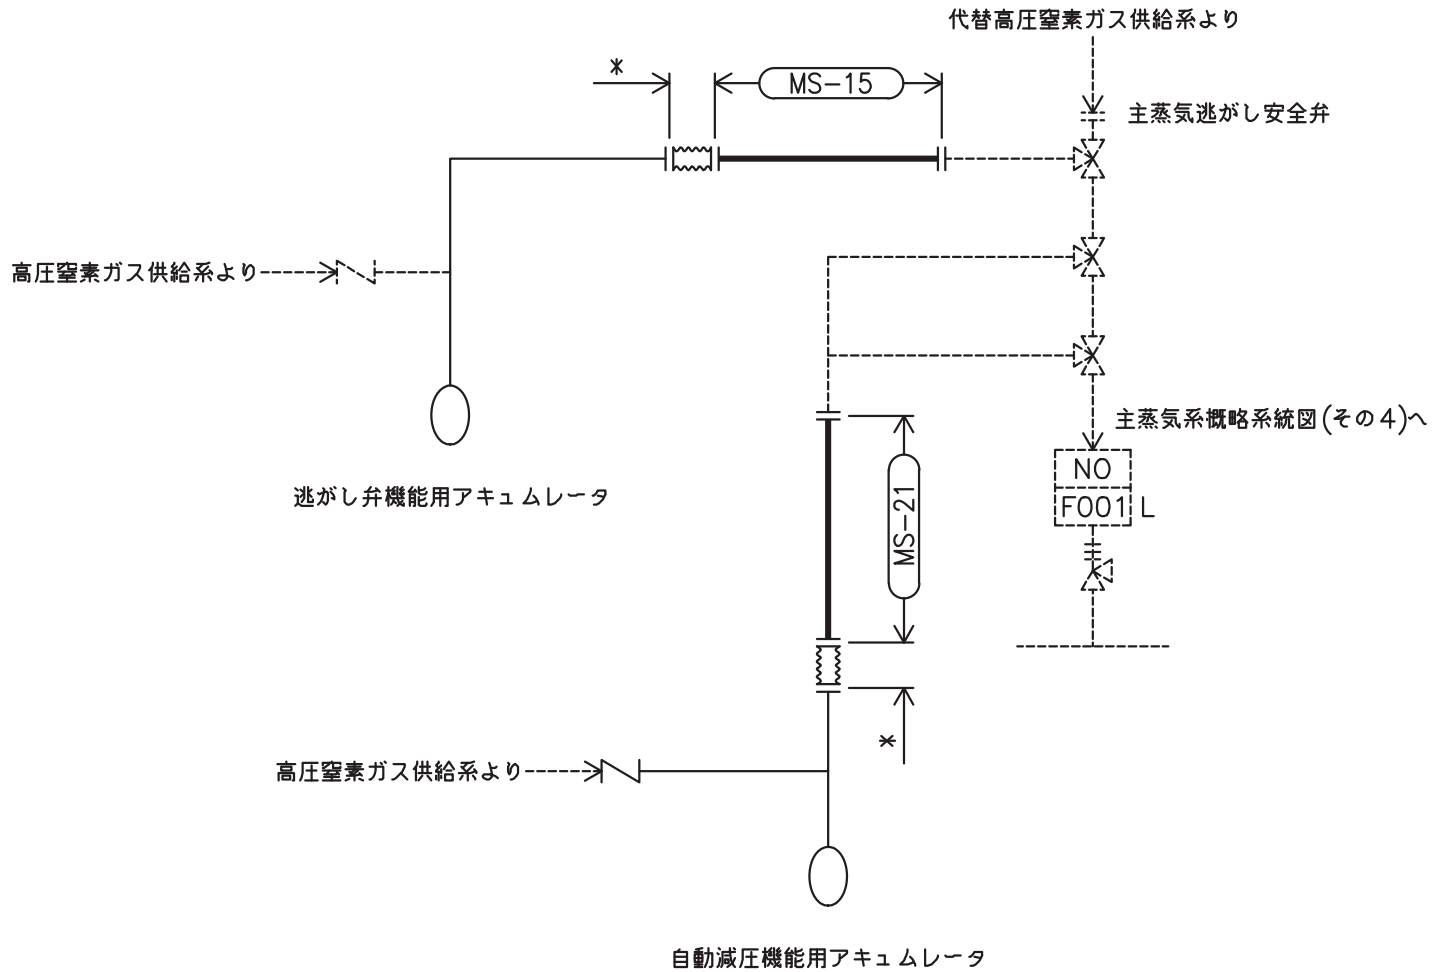 代替高圧窒素ガス供給系より
*
MS-15
主蒸気逃がし安全弁
高圧窒素ガス供給系より
主蒸気系概略系統図(その4)へ
NO
逃がし弁機能用アキュムレータ
F001 L
MS-21
*
高圧窒素ガス供給系より
自動減圧機能用アキュムレータ